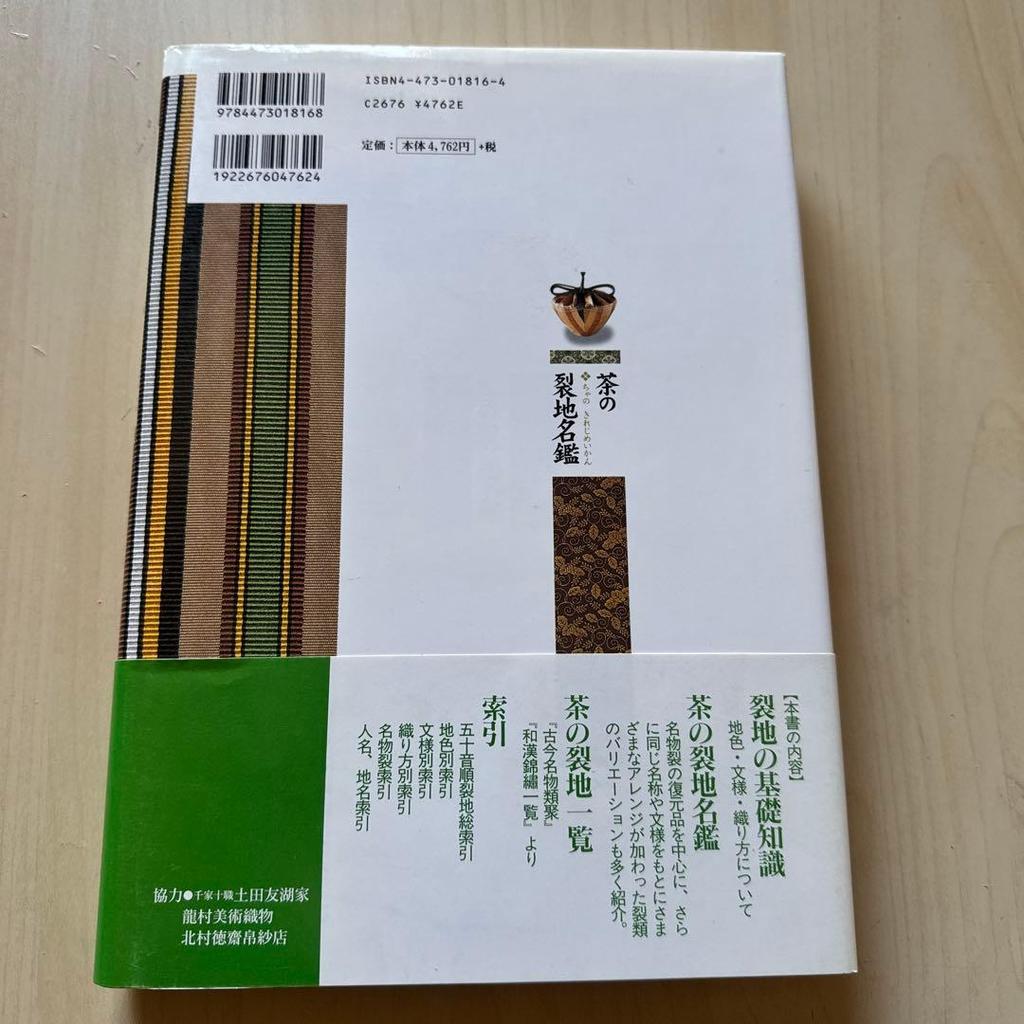 ISBN4-473-01816-4
C2676 ¥4762E
9784473018168
定価：本体4,762円+税
1922676047624
茶の
裂地名鑑
ちゃの きれじめいかん
【本書の内容】
裂地の基礎知識
地色・文様・織り方について
茶の裂地名鑑
名物裂の復元品を中心に、さら
に同じ名称や文様をもとにさま
ざまなアレンジが加わった裂類
のバリエーションも多く紹介。
茶の裂地一覧
『古今名物類聚』
『和漢錦繡一覧』より
索引
五十音順裂地総索引
地色別索引
文様別索引
織り方別索引
名物裂索引
人名、地名索引
協力●千家十職土田友湖家
龍村美術織物
北村徳齋帛紗店